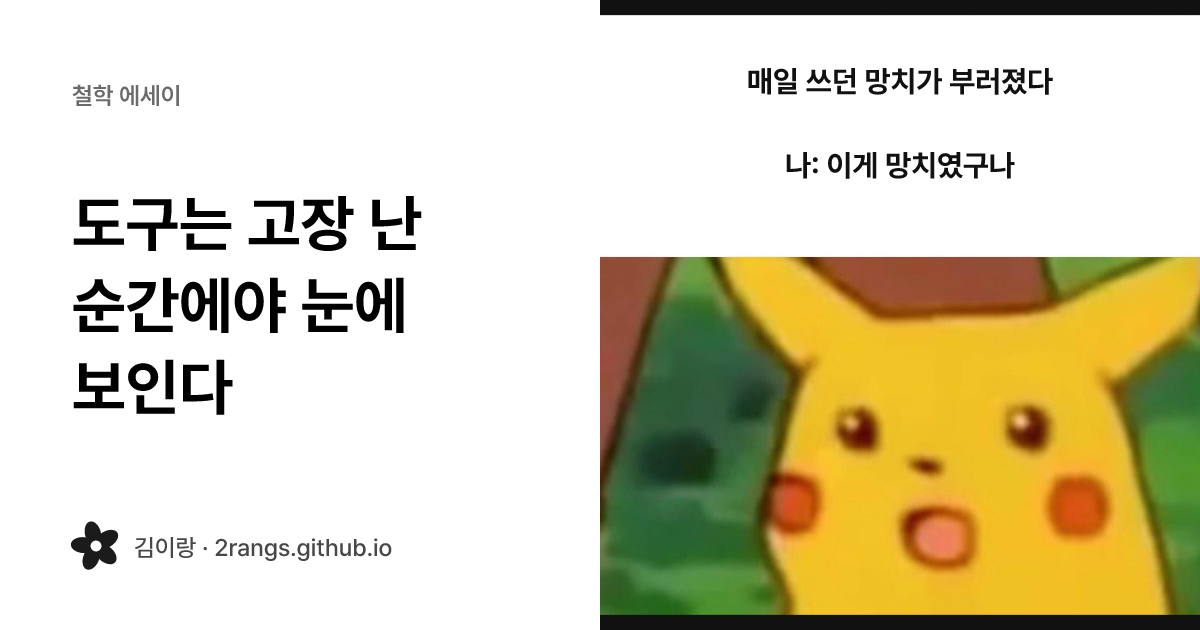 철학 에세이
도구는 고장 난
순간에야 눈에
보인다
김이랑 · 2rangs.github.io
매일 쓰던 망치가 부러졌다
나: 이게 망치였구나